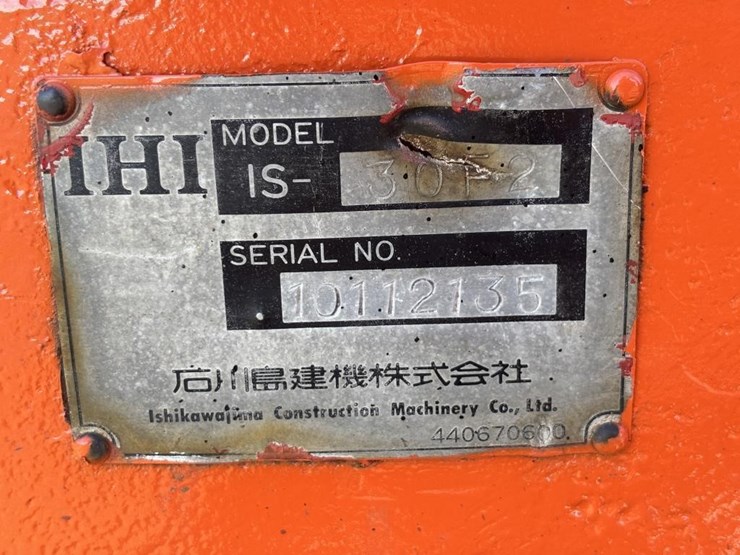 IHI
MODEL
IS- 30F2
SERIAL NO.
10112135
石川島建機株式会社
Ishikawajima Construction Machinery Co., Ltd.
440670600